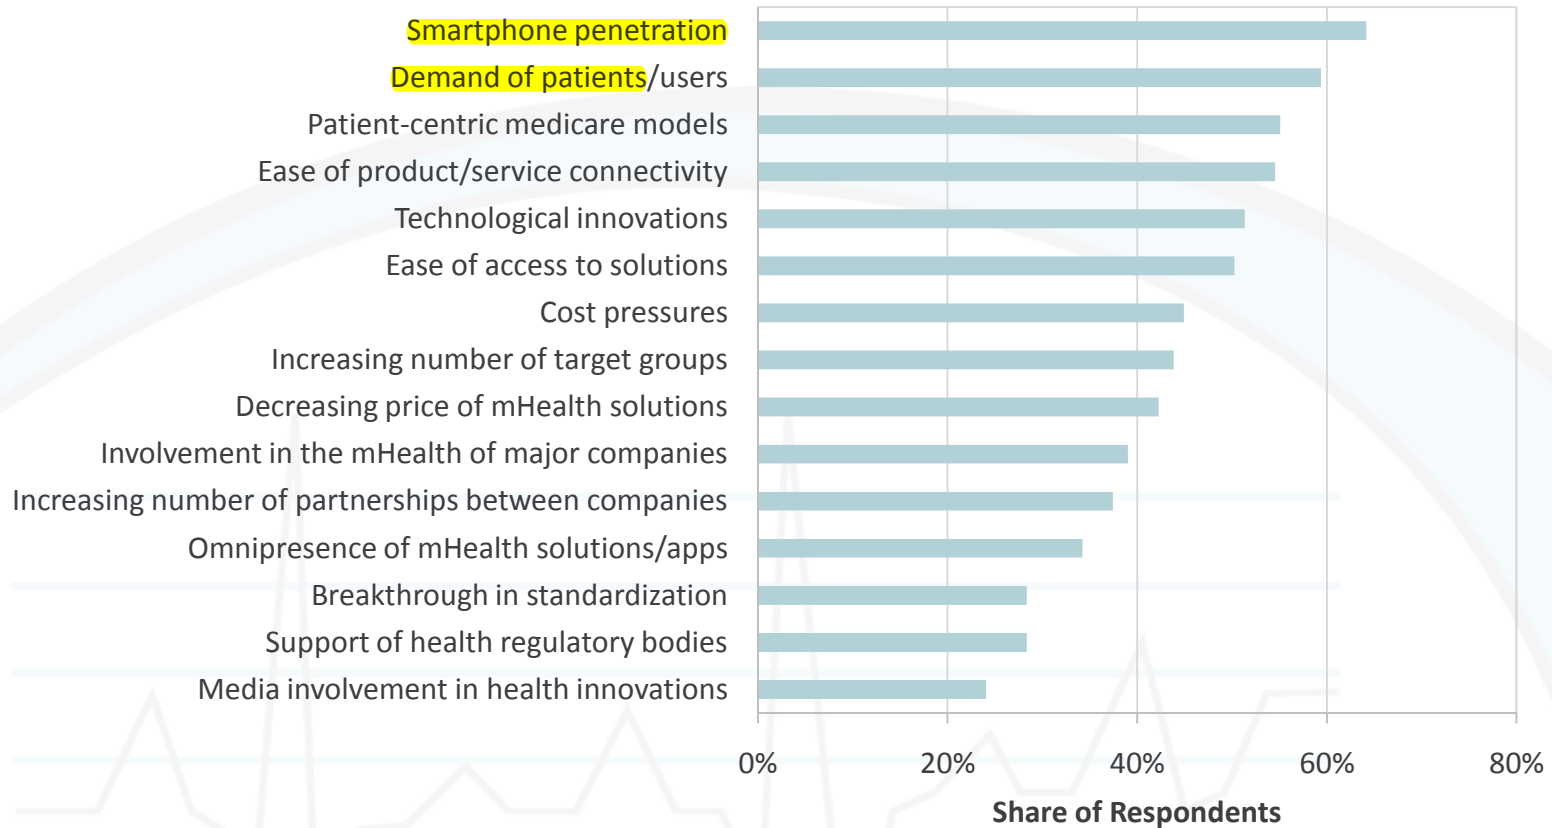 Smartphone penetration
Demand of patients/users
Patient-centric medicare models
Ease of product/service connectivity
Technological innovations
Ease of access to solutions
Cost pressures
Increasing number of target groups
Decreasing price of mHealth solutions
Involvement in the mHealth of major companies
Increasing number of partnerships between companies
Omnipresence of mHealth solutions/apps
Breakthrough in standardization
Support of health regulatory bodies
Media involvement in health innovations
0% 20% 40% 60% 80%
Share of Respondents